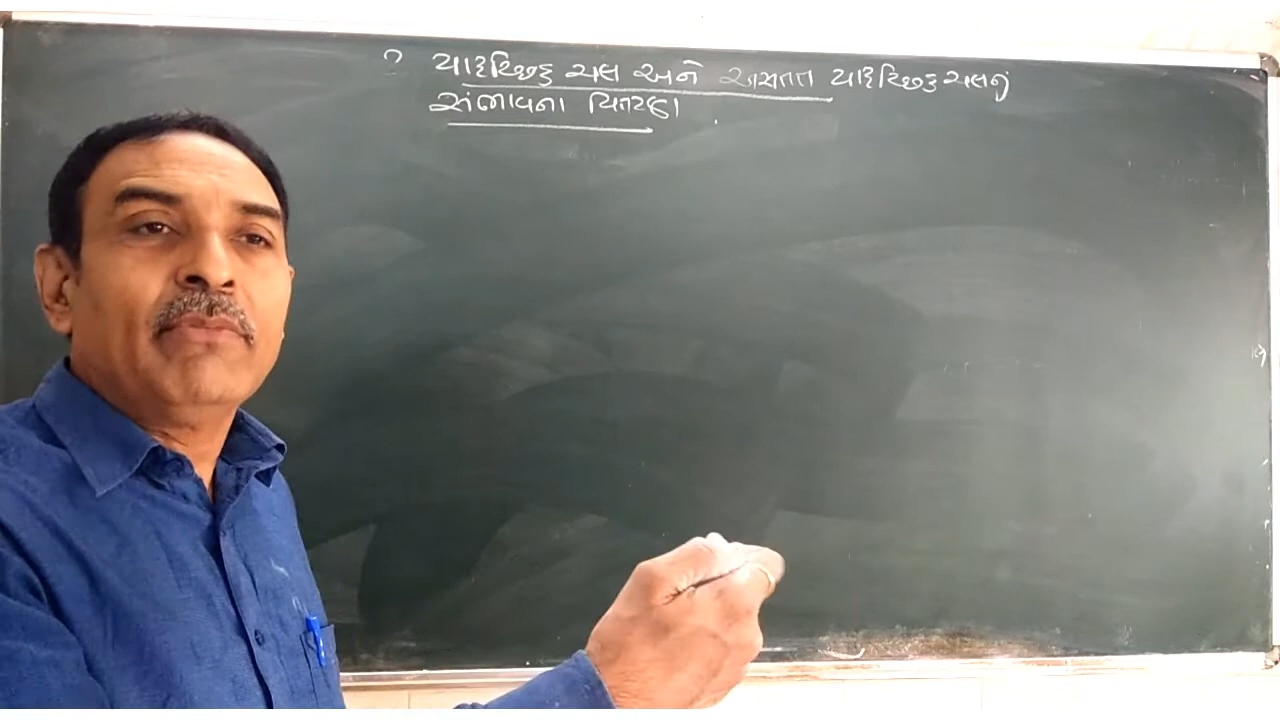 ? યાદૃચ્છિક ચલ અને અસતત યાદૃચ્છિક ચલનું
સંભાવના વિતરણ